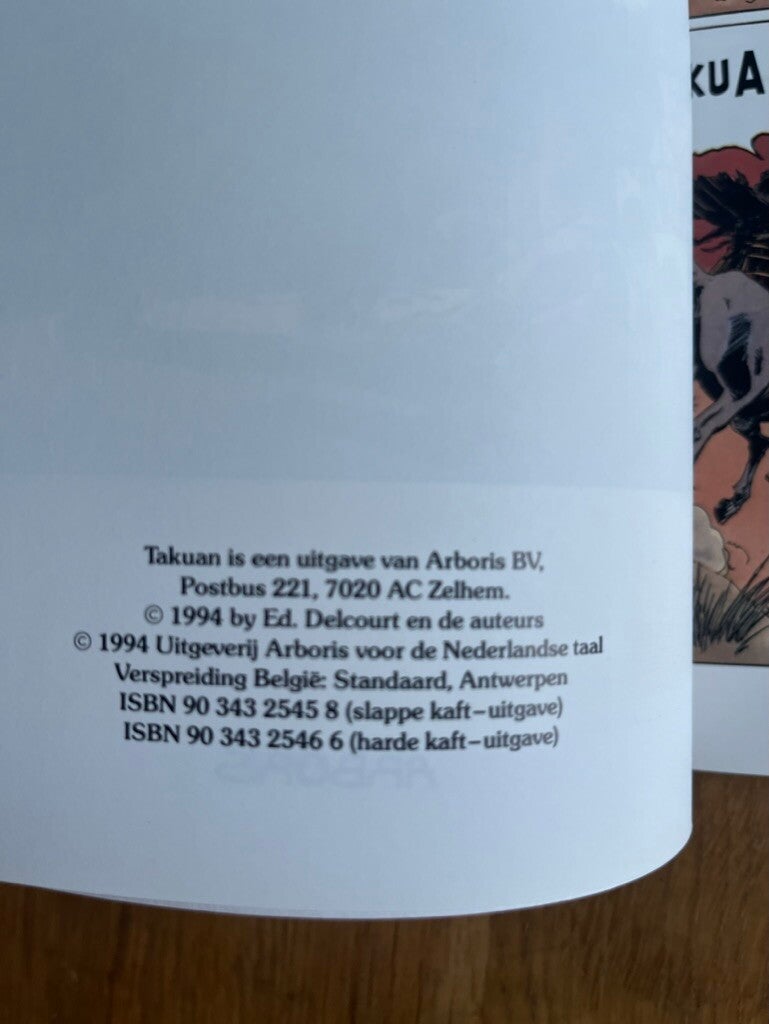 KUA
Takuan is een uitgave van Arboris BV,
Postbus 221, 7020 AC Zelhem.
© 1994 by Ed. Delcourt en de auteurs
© 1994 Uitgeverij Arboris voor de Nederlandse taal
Verspreiding België: Standaard, Antwerpen
ISBN 90 343 2545 8 (slappe kaft–uitgave)
ISBN 90 343 2546 6 (harde kaft–uitgave)